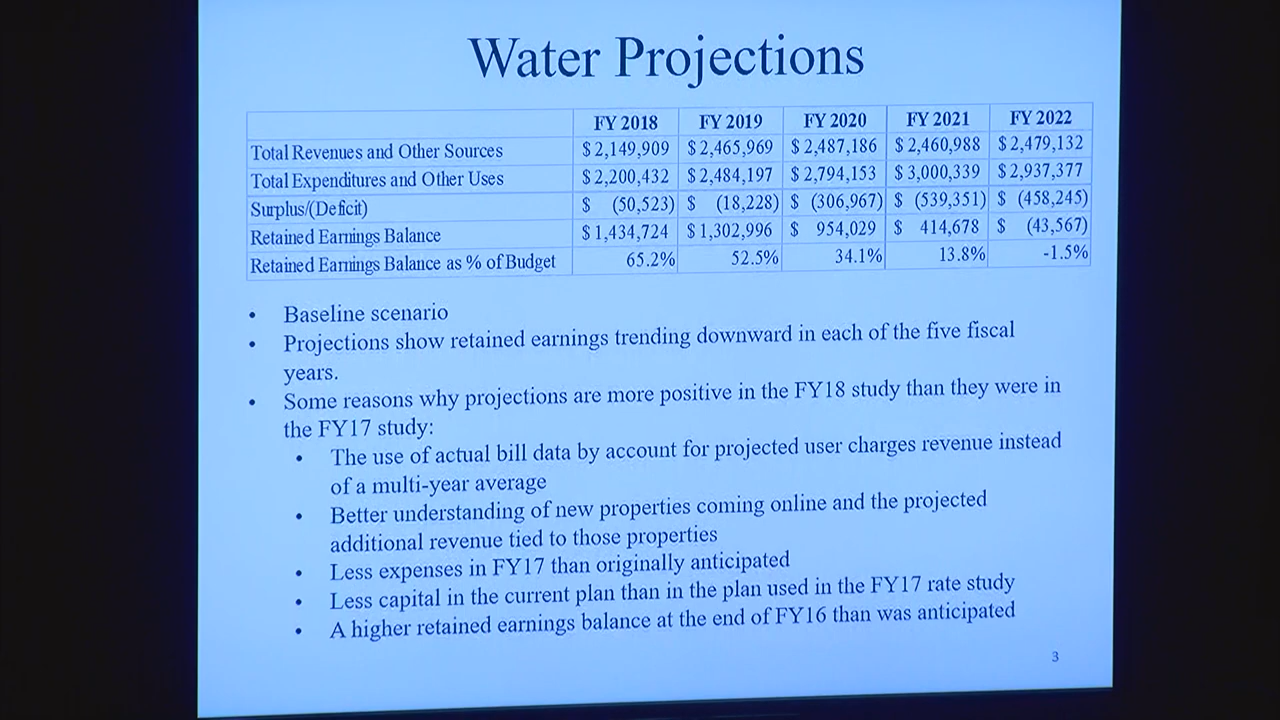 Water Projections
FY 2018 FY 2019 FY 2020 FY 2021 FY 2022
Total Revenues and Other Sources $ 2,149,909 $ 2,465,969 $ 2,487,186 $ 2,460,988 $ 2,479,132
Total Expenditures and Other Uses $ 2,200,432 $ 2,484,197 $ 2,794,153 $ 3,000,339 $ 2,937,377
Surplus/(Deficit) $ (50,523) $ (18,228) $ (306,967) $ (539,351) $ (458,245)
Retained Earnings Balance $ 1,434,724 $ 1,302,996 $ 954,029 $ 414,678 $ (43,567)
Retained Earnings Balance as % of Budget 65.2% 52.5% 34.1% 13.8% -1.5%
• Baseline scenario
• Projections show retained earnings trending downward in each of the five fiscal
years.
• Some reasons why projections are more positive in the FY18 study than they were in
the FY17 study:
• The use of actual bill data by account for projected user charges revenue instead
of a multi-year average
• Better understanding of new properties coming online and the projected
additional revenue tied to those properties
• Less expenses in FY17 than originally anticipated
• Less capital in the current plan than in the plan used in the FY17 rate study
• A higher retained earnings balance at the end of FY16 than was anticipated
3